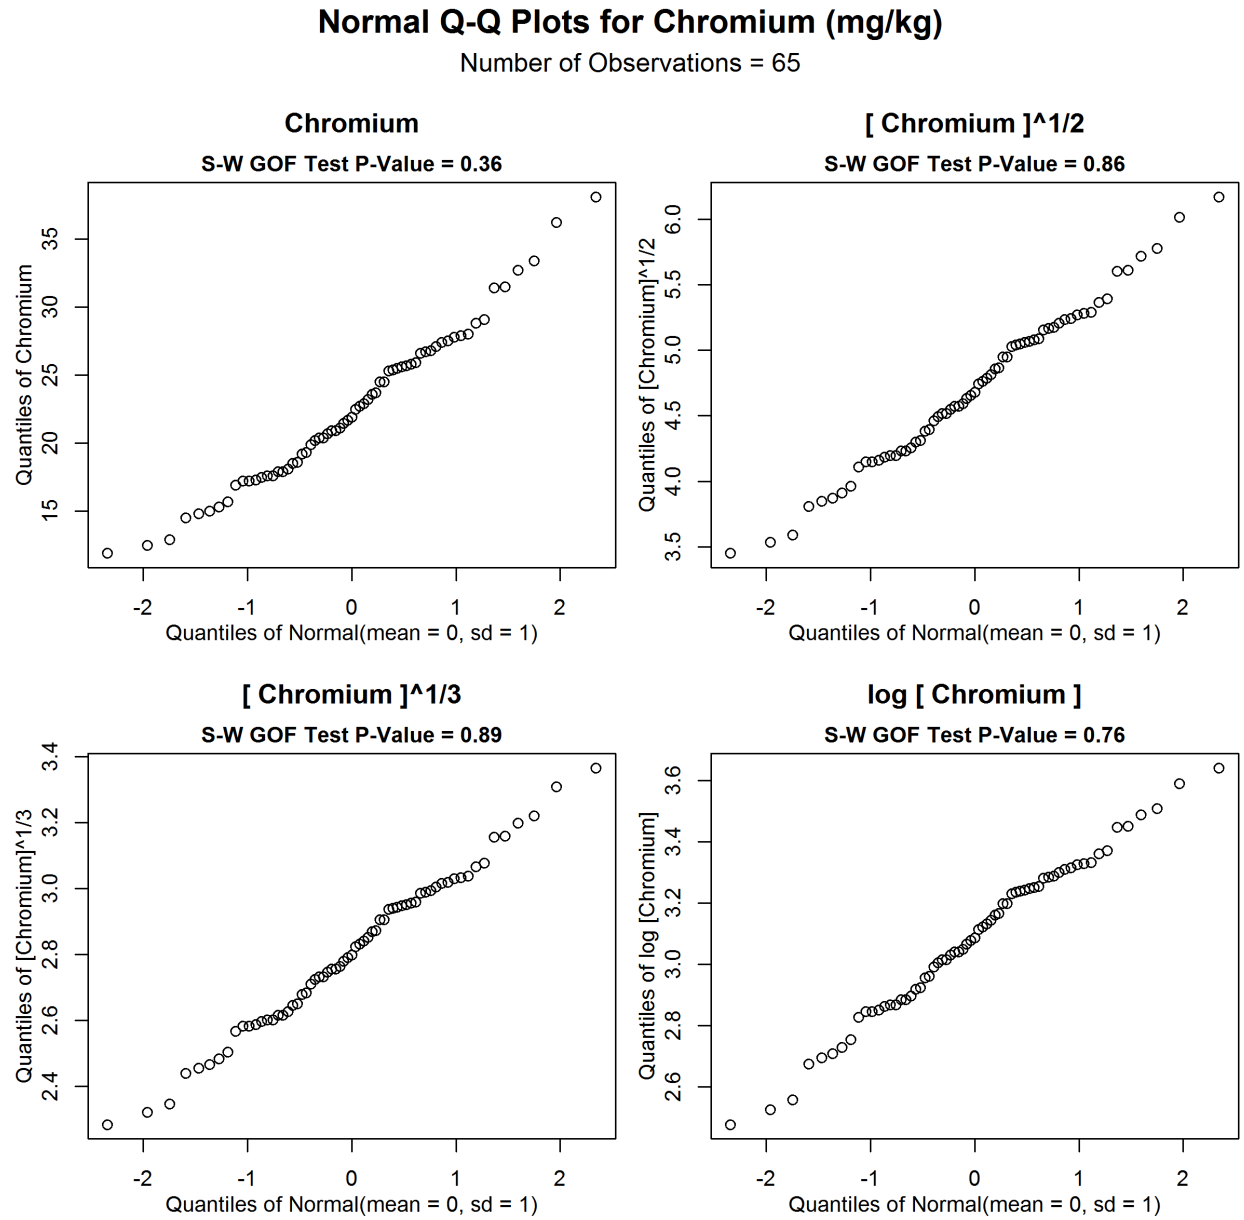 Normal Q-Q Plots for Chromium (mg/kg)
Number of Observations = 65
Chromium
S-W GOF Test P-Value = 0.36
Quantiles of Chromium
35
30
25
20
15
-2 -1 0 1 2
Quantiles of Normal(mean = 0, sd = 1)
[ Chromium ]^1/2
S-W GOF Test P-Value = 0.86
Quantiles of [Chromium]^1/2
6.0
5.5
5.0
4.5
4.0
3.5
-2 -1 0 1 2
Quantiles of Normal(mean = 0, sd = 1)
[ Chromium ]^1/3
S-W GOF Test P-Value = 0.89
Quantiles of [Chromium]^1/3
3.4
3.2
3.0
2.8
2.6
2.4
-2 -1 0 1 2
Quantiles of Normal(mean = 0, sd = 1)
log [ Chromium ]
S-W GOF Test P-Value = 0.76
Quantiles of log [Chromium]
3.6
3.4
3.2
3.0
2.8
2.6
-2 -1 0 1 2
Quantiles of Normal(mean = 0, sd = 1)